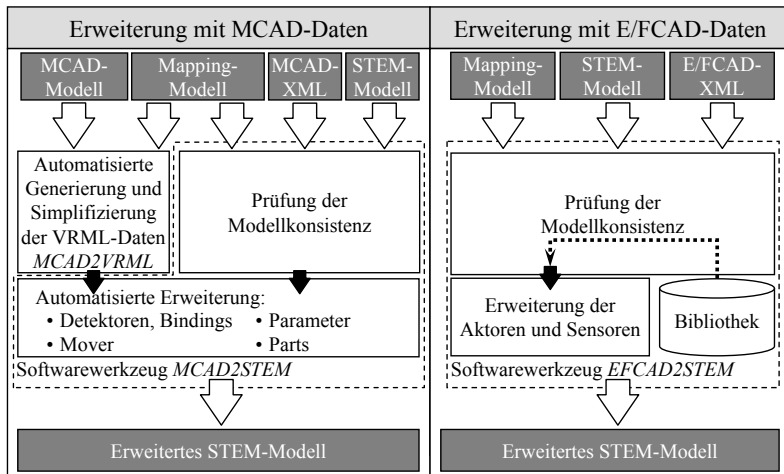 Erweiterung mit MCAD-Daten
MCAD-
Modell
Mapping-
Modell
MCAD-
XML
STEM-
Modell
Automatisierte
Generierung und
Simplifizierung
der VRML-Daten
MCAD2VRML
Prüfung der
Modellkonsistenz
Automatisierte Erweiterung:
• Detektoren, Bindings
• Parameter
• Mover
• Parts
Softwarewerkzeug MCAD2STEM
Erweitertes STEM-Modell
Erweiterung mit E/FCAD-Daten
Mapping-
Modell
STEM-
Modell
E/FCAD-
XML
Prüfung der
Modellkonsistenz
Erweiterung der
Aktoren und Sensoren
Bibliothek
Softwarewerkzeug EFCAD2STEM
Erweitertes STEM-Modell